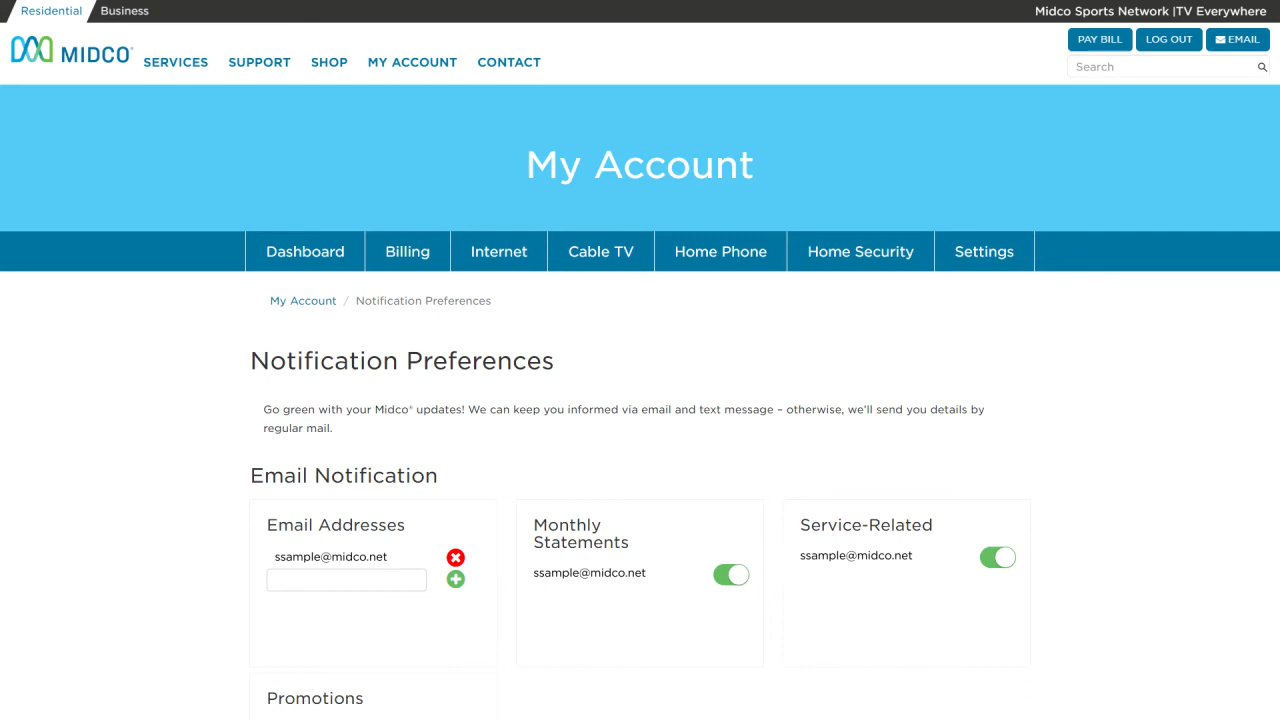 Residential
Business
Midco Sports Network |TV Everywhere
MIDCO
SERVICES
SUPPORT
SHOP
MY ACCOUNT
CONTACT
PAY BILL
LOG OUT
EMAIL
Search
My Account
Dashboard
Billing
Internet
Cable TV
Home Phone
Home Security
Settings
My Account / Notification Preferences
Notification Preferences
Go green with your Midco® updates! We can keep you informed via email and text message – otherwise, we'll send you details by
regular mail.
Email Notification
Email Addresses
ssample@midco.net
Monthly
Statements
ssample@midco.net
Service-Related
ssample@midco.net
Promotions